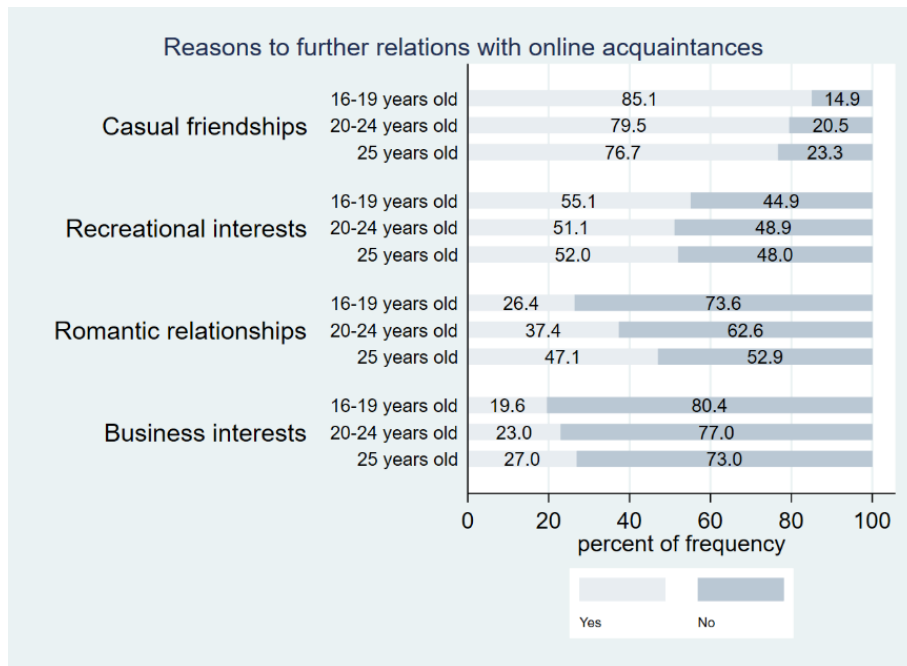 Reasons to further relations with online acquaintances
16-19 years old 85.1 14.9
Casual friendships 20-24 years old 79.5 20.5
25 years old 76.7 23.3
16-19 years old 55.1 44.9
Recreational interests 20-24 years old 51.1 48.9
25 years old 52.0 48.0
16-19 years old 26.4 73.6
Romantic relationships 20-24 years old 37.4 62.6
25 years old 47.1 52.9
16-19 years old 19.6 80.4
Business interests 20-24 years old 23.0 77.0
25 years old 27.0 73.0
0 20 40 60 80 100
percent of frequency
Yes No